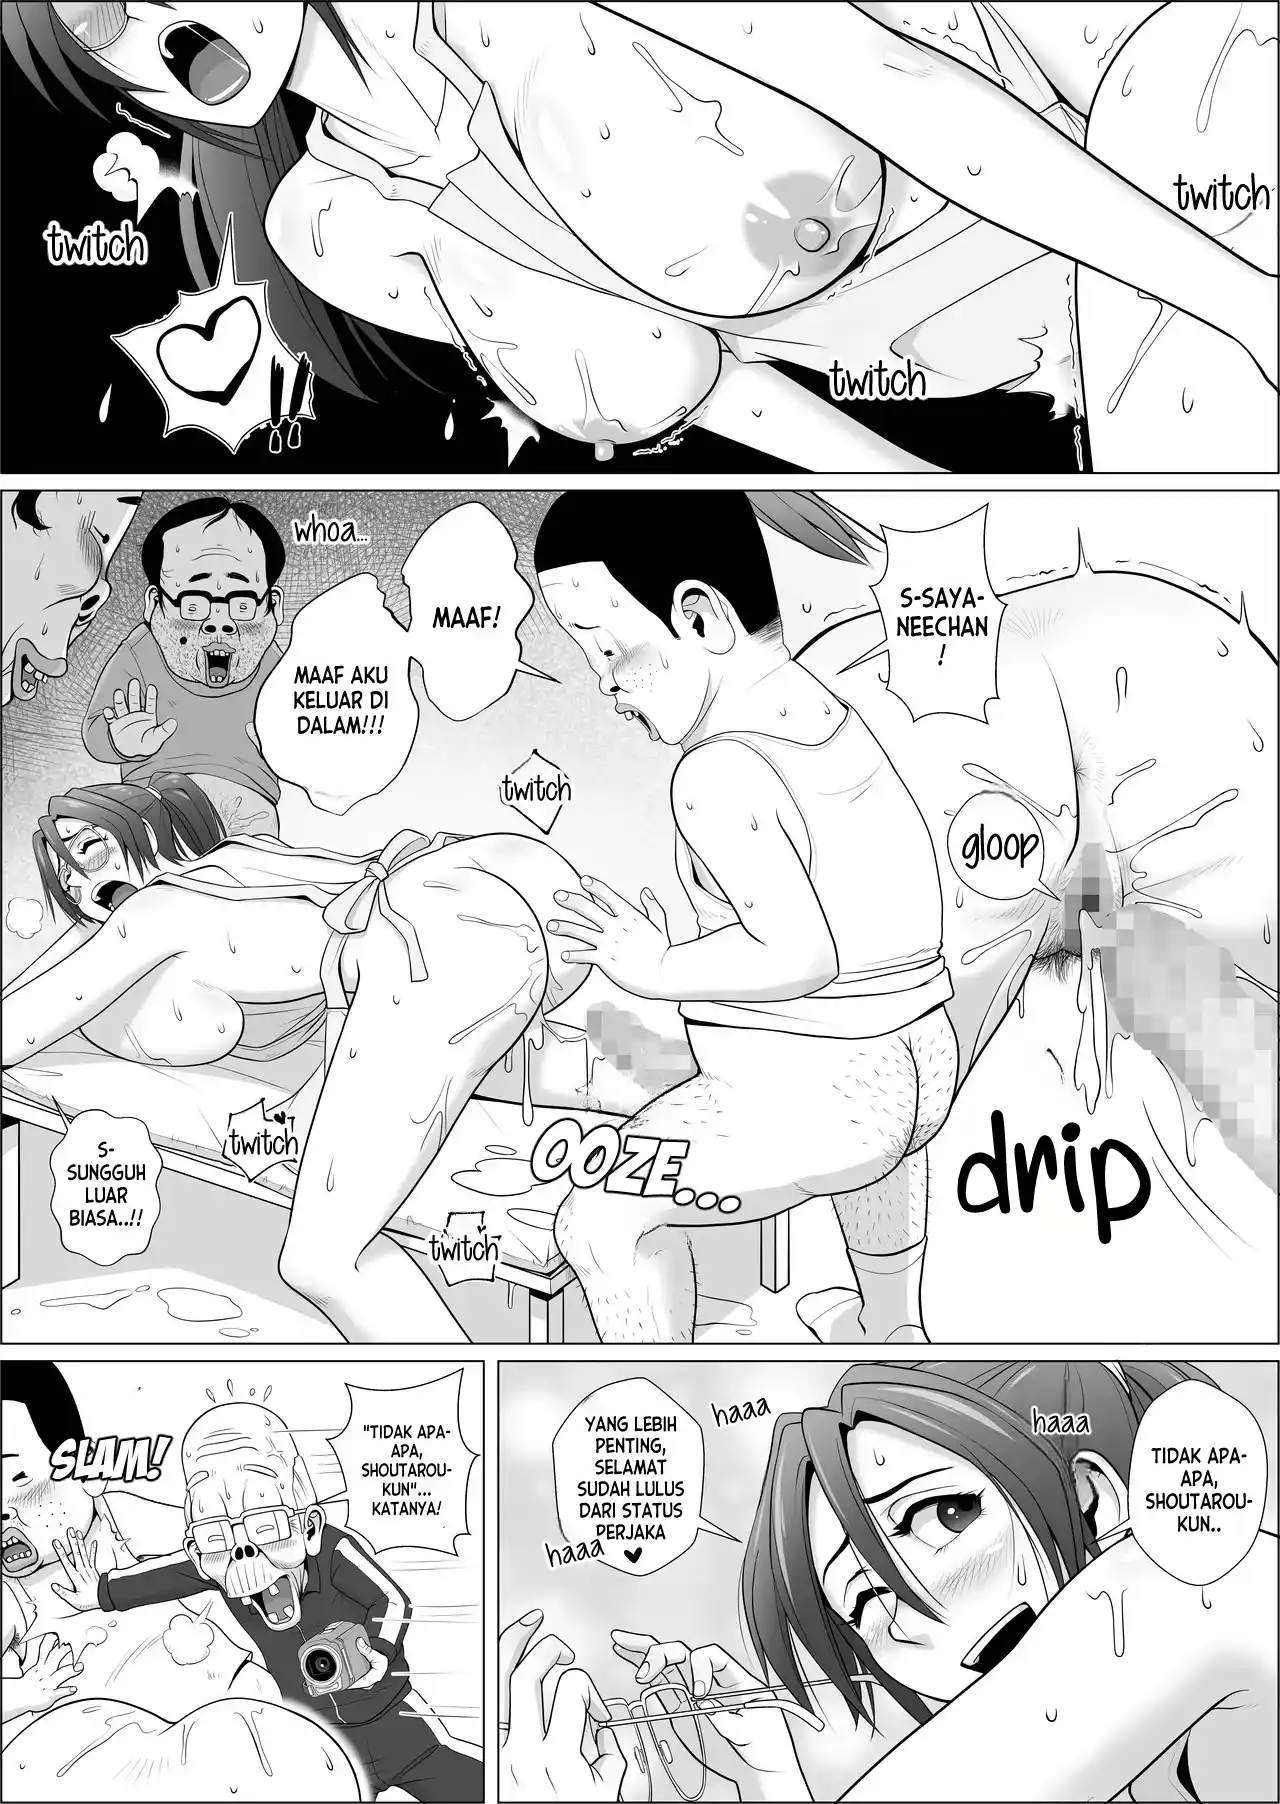 twitch
twitch
!!
twitch
S-SAYA-
NEECHAN
!
MAAF!
MAAF AKU
KELUAR DI
DALAM!!!
whoa...
twitch
gloop
drip
OOZE...
twitch
twitch
S-
SUNGGUH
LUAR
BIASA..!!
TIDAK APA-
APA,
SHOUTAROU-
KUN..
haaa
haaa
haaa
YANG LEBIH
PENTING,
SELAMAT
SUDAH LULUS
DARI STATUS
PERJAKA
♥
"TIDAK APA-
APA,
SHOUTAROU-
KUN"...
KATANYA!
SLAM!